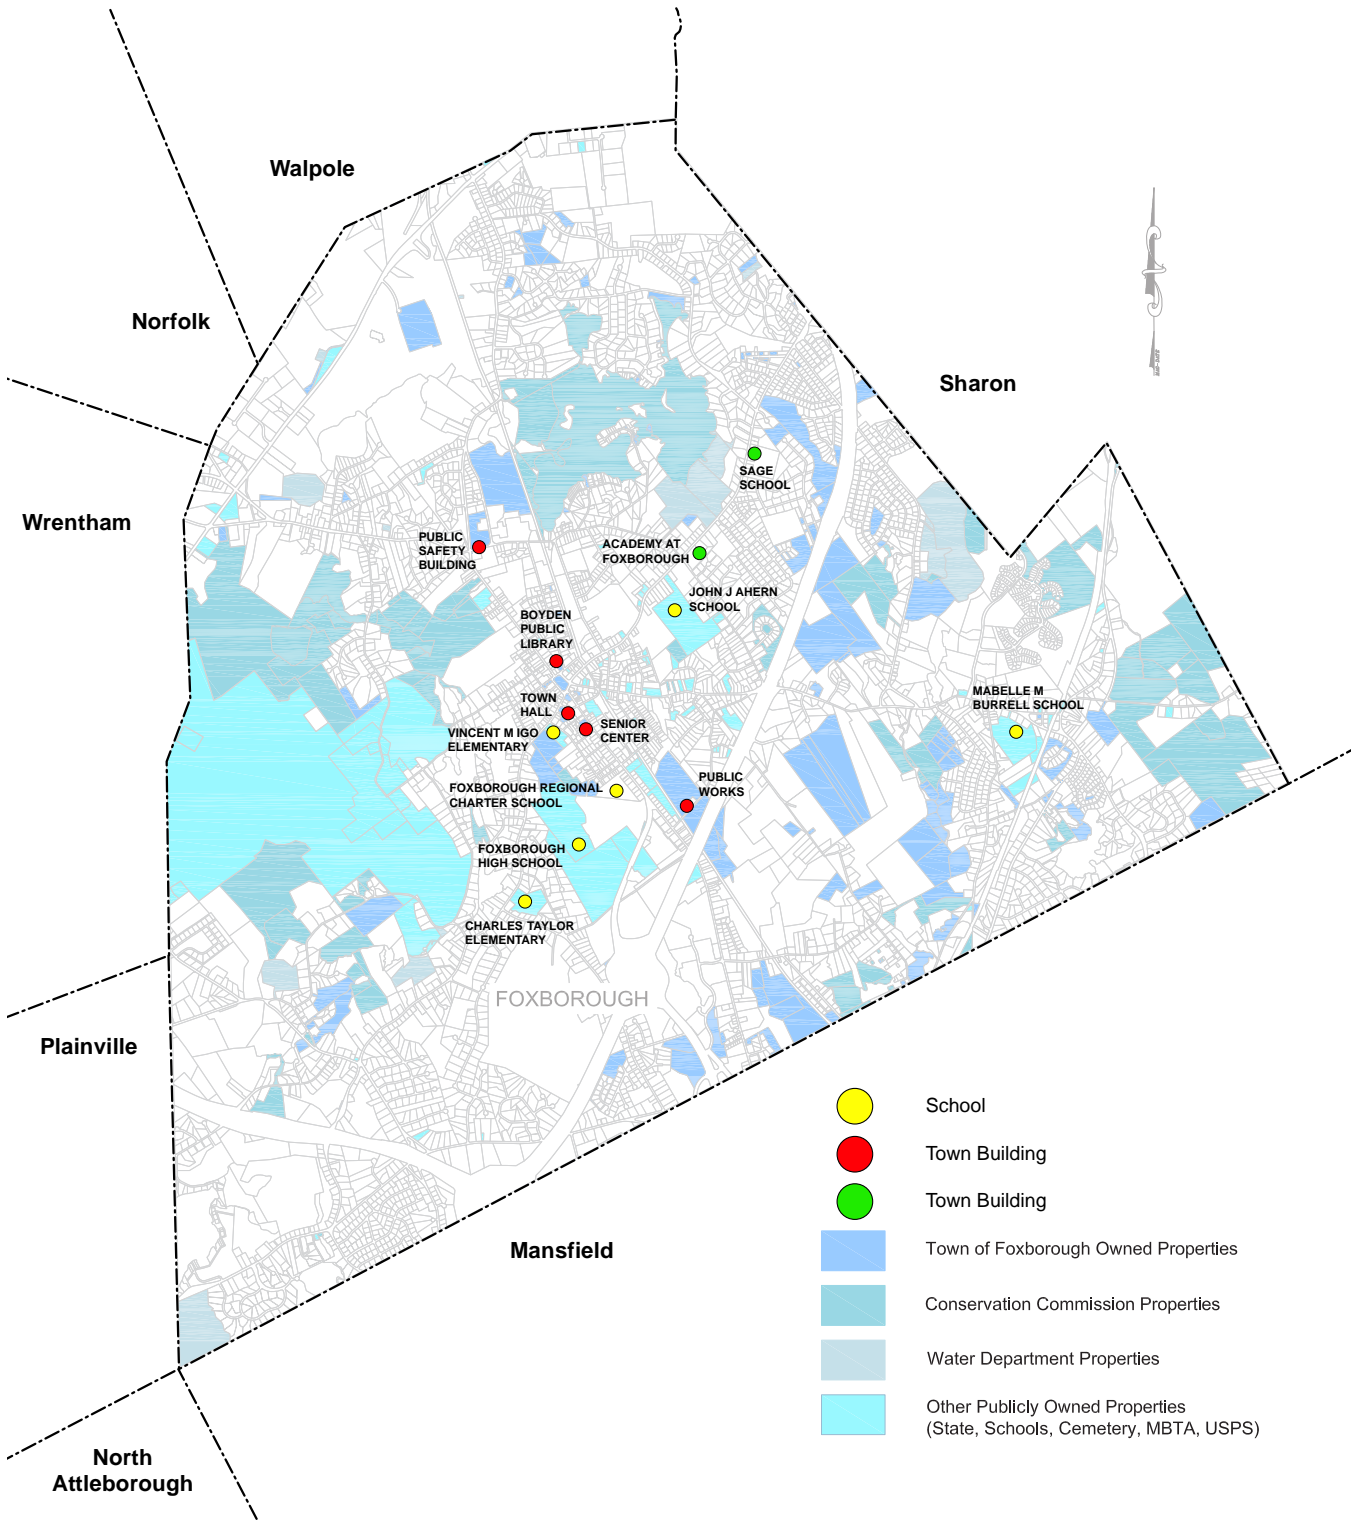 Walpole
Norfolk
Sharon
Wrentham
SAGE
SCHOOL
PUBLIC
SAFETY
BUILDING
ACADEMY AT
FOXBOROUGH
JOHN J AHERN
SCHOOL
BOYDEN
PUBLIC
LIBRARY
MABELLE M
BURRELL SCHOOL
TOWN
HALL
SENIOR
CENTER
VINCENT M IGO
ELEMENTARY
PUBLIC
WORKS
FOXBOROUGH REGIONAL
CHARTER SCHOOL
FOXBOROUGH
HIGH SCHOOL
CHARLES TAYLOR
ELEMENTARY
FOXBOROUGH
Plainville
School
Town Building
Town Building
Mansfield
Town of Foxborough Owned Properties
Conservation Commission Properties
Water Department Properties
Other Publicly Owned Properties
(State, Schools, Cemetery, MBTA, USPS)
North
Attleborough